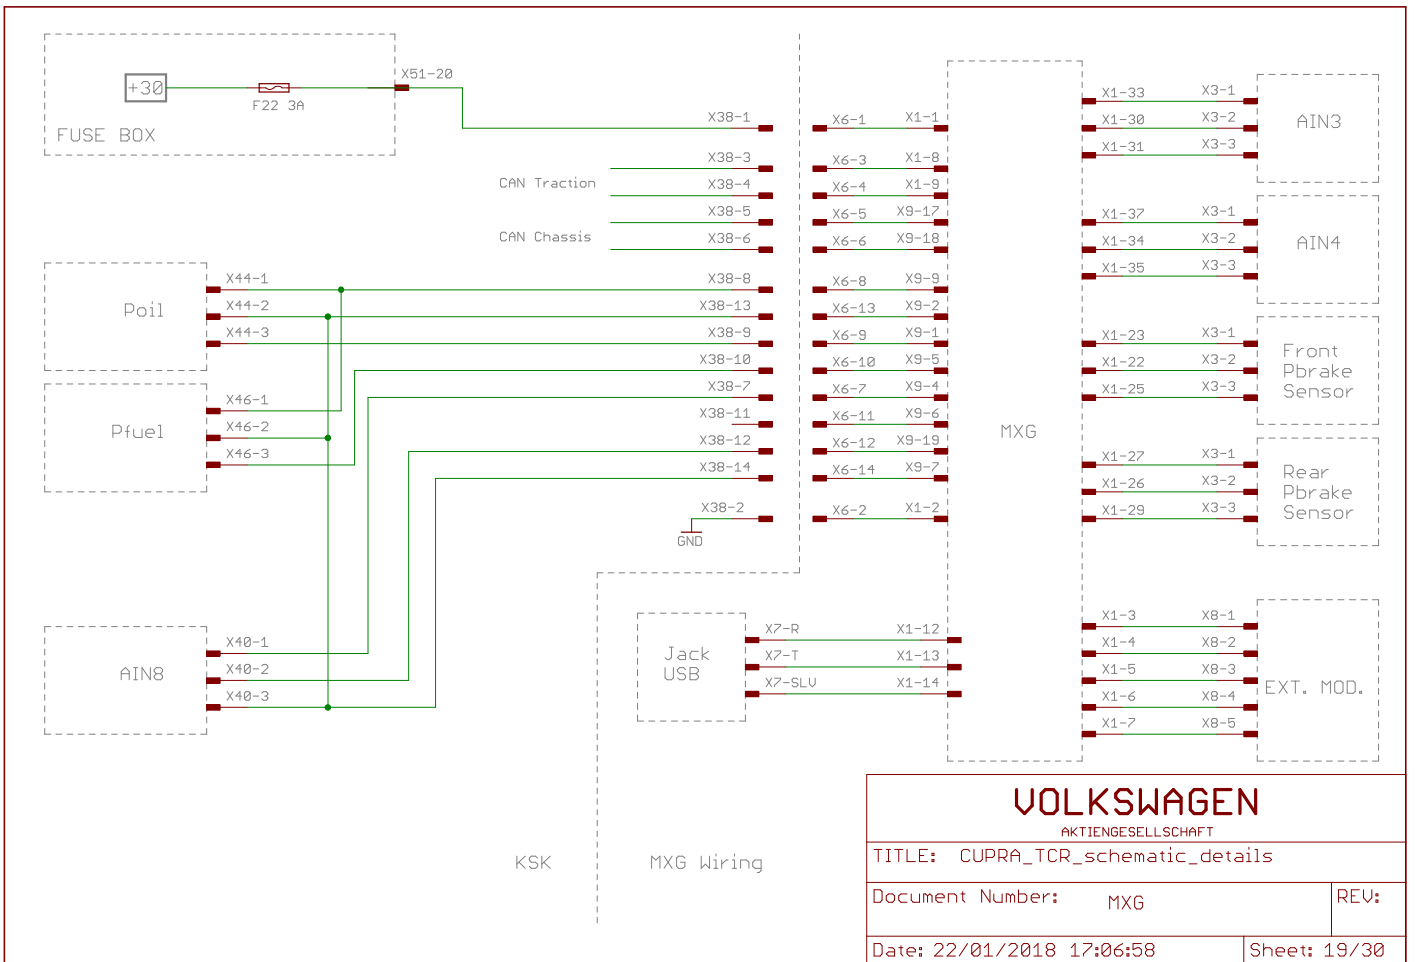 +30
F22 3A
X51-20
FUSE BOX
X38-1
X38-3
CAN Traction
X38-4
X38-5
CAN Chassis
X38-6
X44-1
X38-8
Poil
X44-2
X38-13
X44-3
X38-9
X38-10
X38-7
X46-1
X38-11
Pfuel
X46-2
X38-12
X46-3
X38-14
X38-2
GND
X40-1
AIN8
X40-2
X40-3
X6-1
X1-1
X6-3
X1-8
X6-4
X1-9
X6-5
X9-17
X6-6
X9-18
X6-8
X9-9
X6-13
X9-2
X6-9
X9-1
X6-10
X9-5
X6-7
X9-4
X6-11
X9-6
X6-12
X9-19
X6-14
X9-7
X6-2
X1-2
MXG
Jack
USB
X7-R
X1-12
X7-T
X1-13
X7-SLV
X1-14
X1-33
X3-1
X1-30
X3-2
AIN3
X1-31
X3-3
X1-37
X3-1
X1-34
X3-2
AIN4
X1-35
X3-3
X1-23
X3-1
X1-22
X3-2
X1-25
X3-3
Front
Pbrake
Sensor
X1-27
X3-1
X1-26
X3-2
X1-29
X3-3
Rear
Pbrake
Sensor
X1-3
X8-1
X1-4
X8-2
X1-5
X8-3
X1-6
X8-4
X1-7
X8-5
EXT. MOD.
KSK
MXG Wiring
VOLKSWAGEN
AKTIENGESELLSCHAFT
TITLE: CUPRA_TCR_schematic_details
Document Number: MXG
REV:
Date: 22/01/2018 17:06:58
Sheet: 19/30